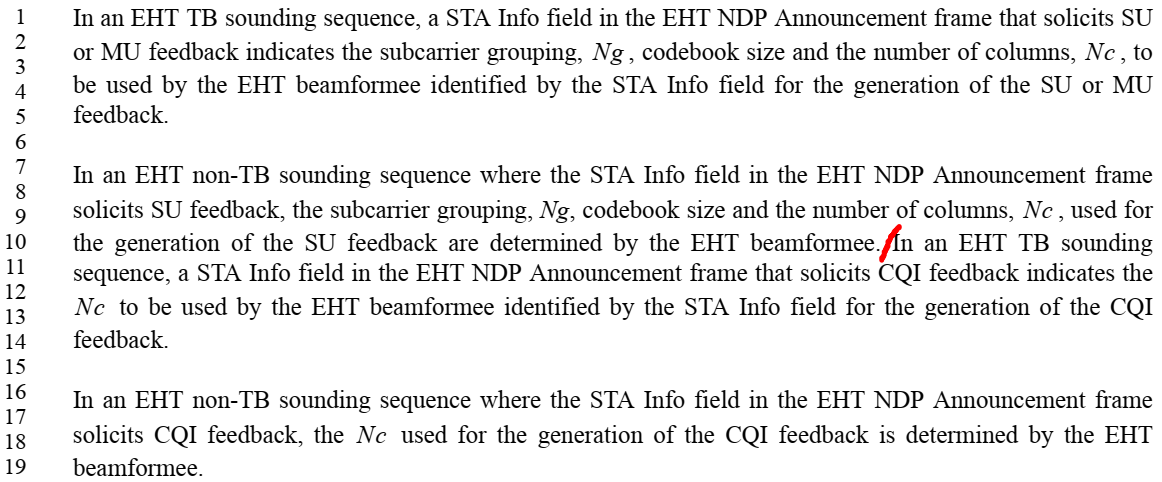 1 In an EHT TB sounding sequence, a STA Info field in the EHT NDP Announcement frame that solicits SU
2 or MU feedback indicates the subcarrier grouping, Ng , codebook size and the number of columns, Nc , to
3
4 be used by the EHT beamformee identified by the STA Info field for the generation of the SU or MU
5 feedback.
6
7 In an EHT non-TB sounding sequence where the STA Info field in the EHT NDP Announcement frame
8
9 solicits SU feedback, the subcarrier grouping, Ng, codebook size and the number of columns, Nc , used for
10 the generation of the SU feedback are determined by the EHT beamformee. In an EHT TB sounding
11 sequence, a STA Info field in the EHT NDP Announcement frame that solicits CQI feedback indicates the
12
13 Nc to be used by the EHT beamformee identified by the STA Info field for the generation of the CQI
14 feedback.
15
16 In an EHT non-TB sounding sequence where the STA Info field in the EHT NDP Announcement frame
17
18 solicits CQI feedback, the Nc used for the generation of the CQI feedback is determined by the EHT
19 beamformee.